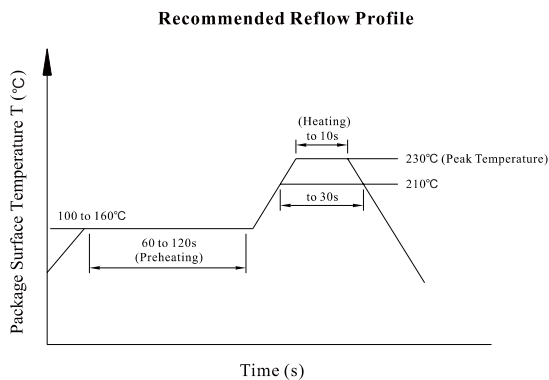 Recommended Reflow Profile
Package Surface Temperature T (℃)
(Heating)
to 10s
230℃ (Peak Temperature)
210℃
to 30s
100 to 160℃
60 to 120s
(Preheating)
Time (s)